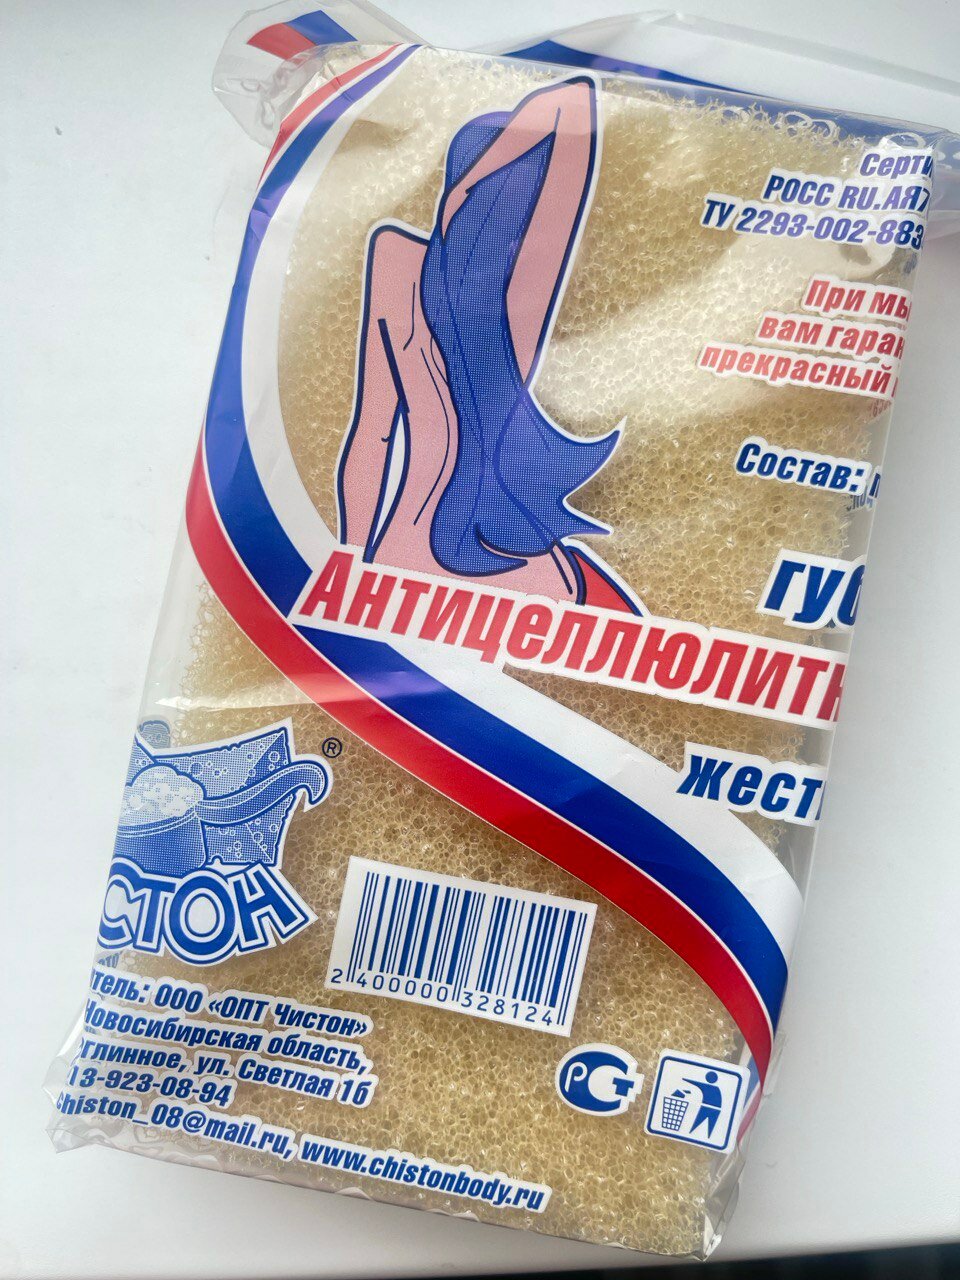 Серти
РОСС RU.АЯ7
ТУ 2293-002-883
При мы
вам гаран
прекрасный
Состав: п
губ
Антицеллюлитн
жест
®
СТОН
2 400000 328124
тель: ООО «ОПТ Чистон»
Новосибирская область,
глинное, ул. Светлая 1б
13-923-08-94
chiston_08@mail.ru, www.chistonbody.ru
РСТ